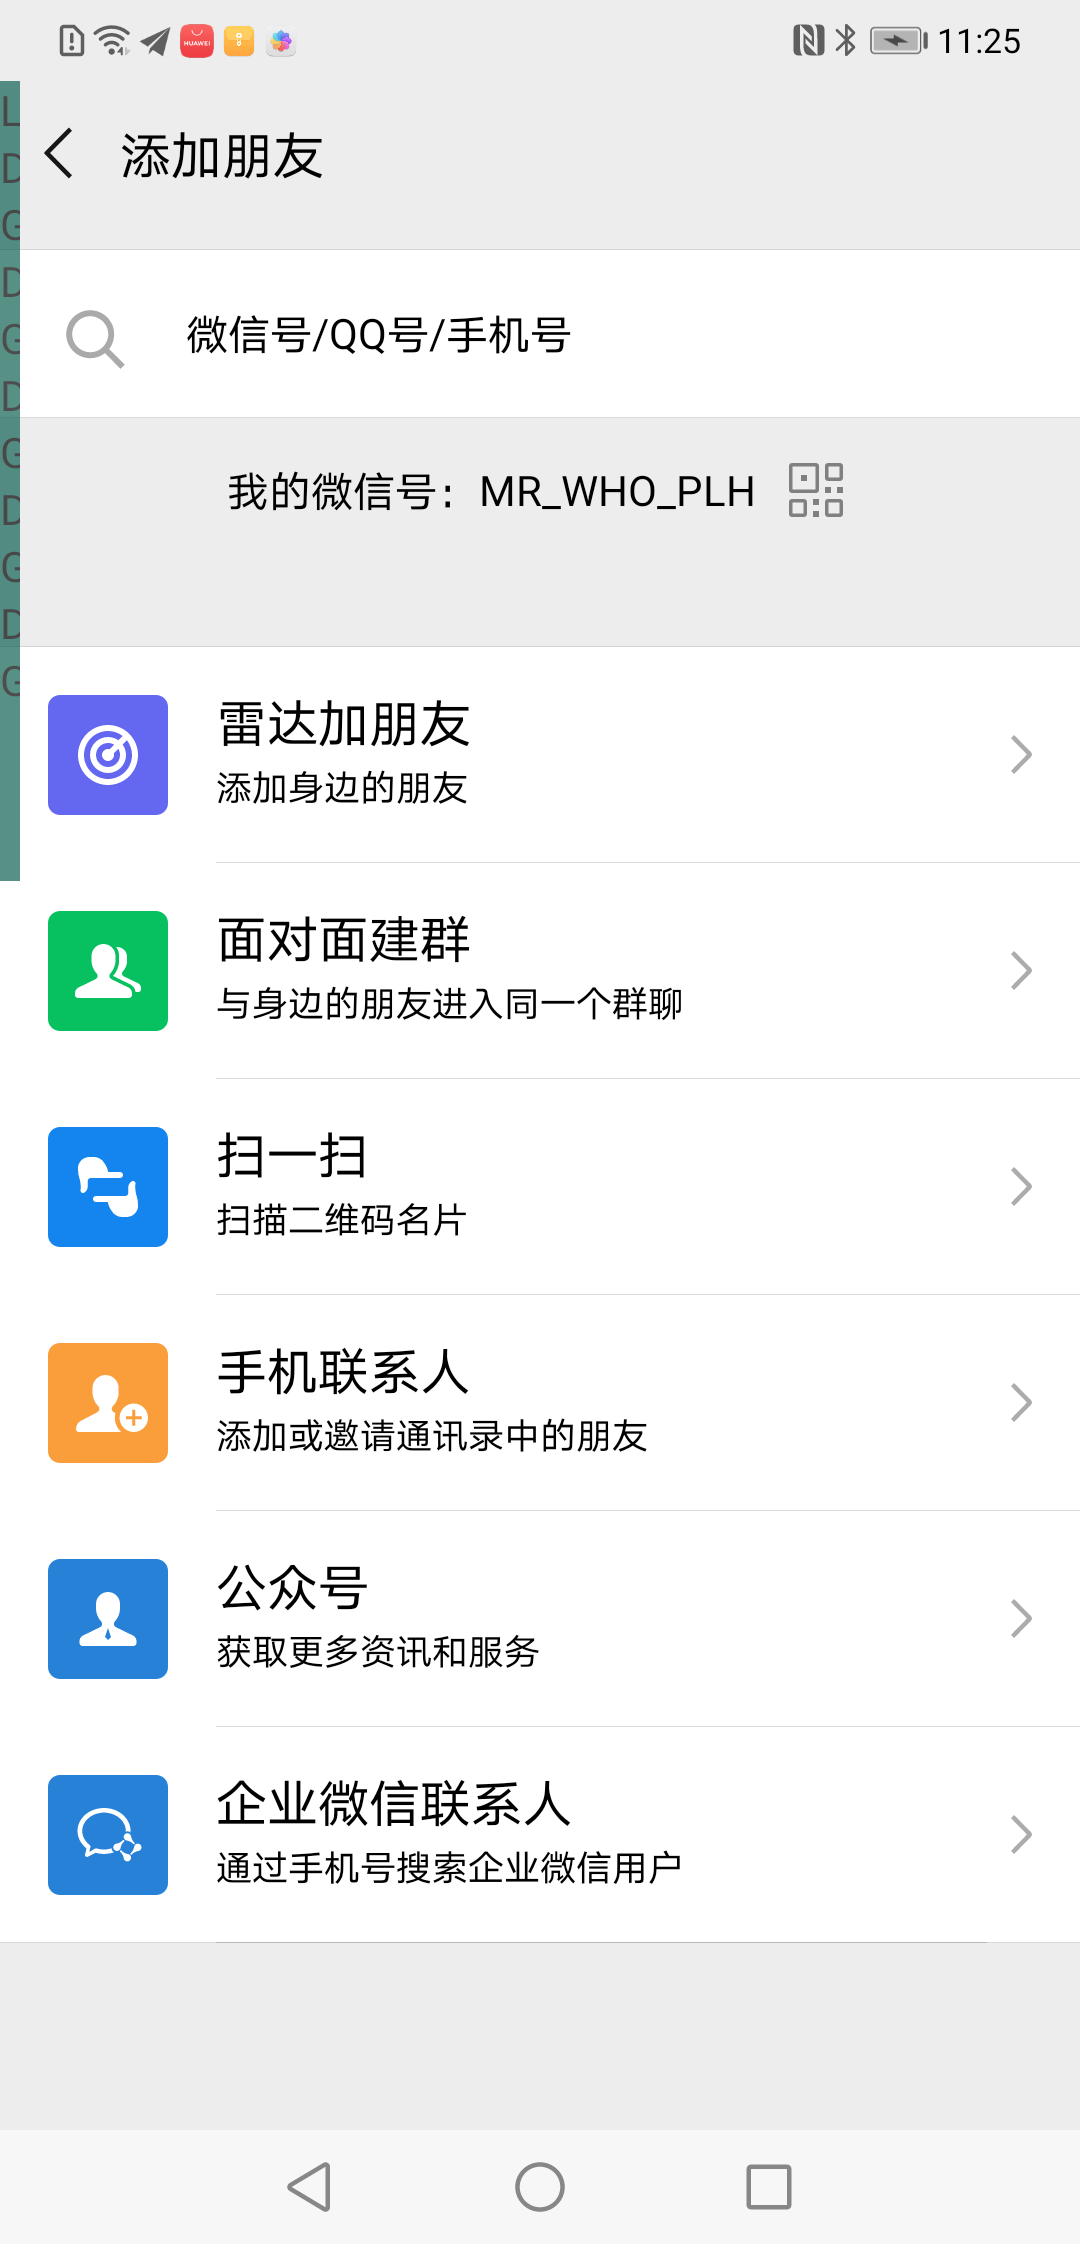 HUAWEI
11:25
添加朋友
L
D
G
D
G
D
G
D
G
D
G
微信号/QQ号/手机号
我的微信号：MR_WHO_PLH
雷达加朋友
添加身边的朋友
面对面建群
与身边的朋友进入同一个群聊
扫一扫
扫描二维码名片
手机联系人
添加或邀请通讯录中的朋友
公众号
获取更多资讯和服务
企业微信联系人
通过手机号搜索企业微信用户